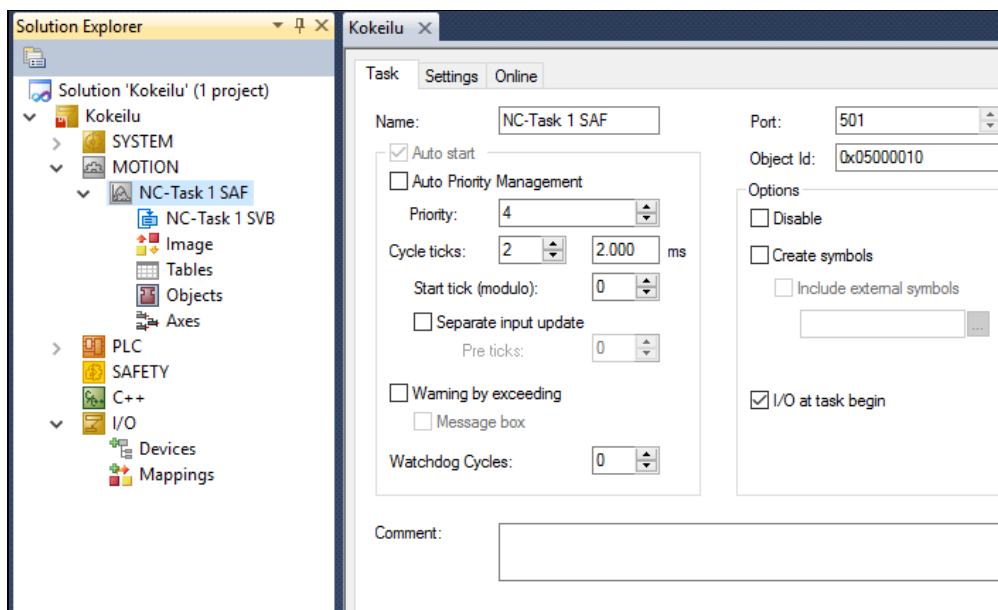 Solution Explorer
Solution 'Kokeilu' (1 project)
Kokeilu
SYSTEM
MOTION
NC-Task 1 SAF
NC-Task 1 SVB
Image
Tables
Objects
Axes
PLC
SAFETY
C++
I/O
Devices
Mappings
Kokeilu
Task Settings Online
Name: NC-Task 1 SAF
Auto start
Auto Priority Management
Priority: 4
Cycle ticks: 2 2.000 ms
Start tick (modulo): 0
Separate input update
Pre ticks: 0
Warning by exceeding
Message box
Watchdog Cycles: 0
Port: 501
Object Id: 0x05000010
Options
Disable
Create symbols
Include external symbols
...
I/O at task begin
Comment: